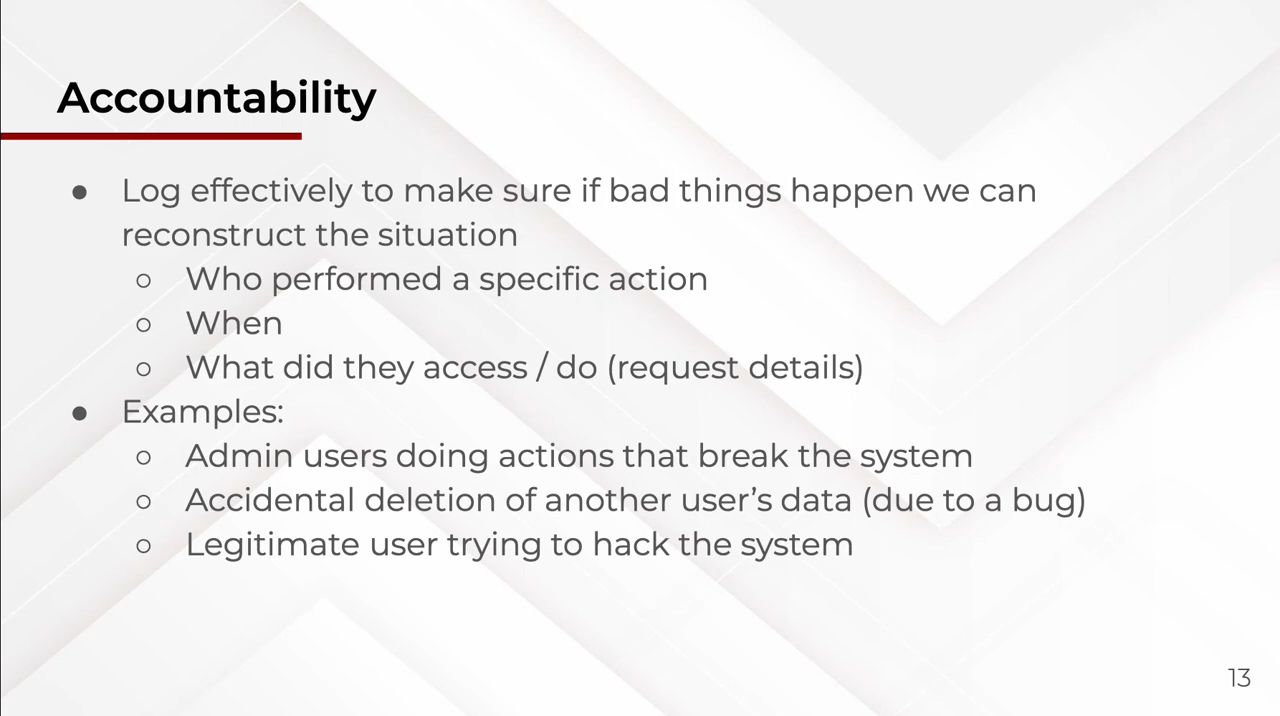 Accountability
● Log effectively to make sure if bad things happen we can
reconstruct the situation
○ Who performed a specific action
○ When
○ What did they access / do (request details)
● Examples:
○ Admin users doing actions that break the system
○ Accidental deletion of another user’s data (due to a bug)
○ Legitimate user trying to hack the system
13